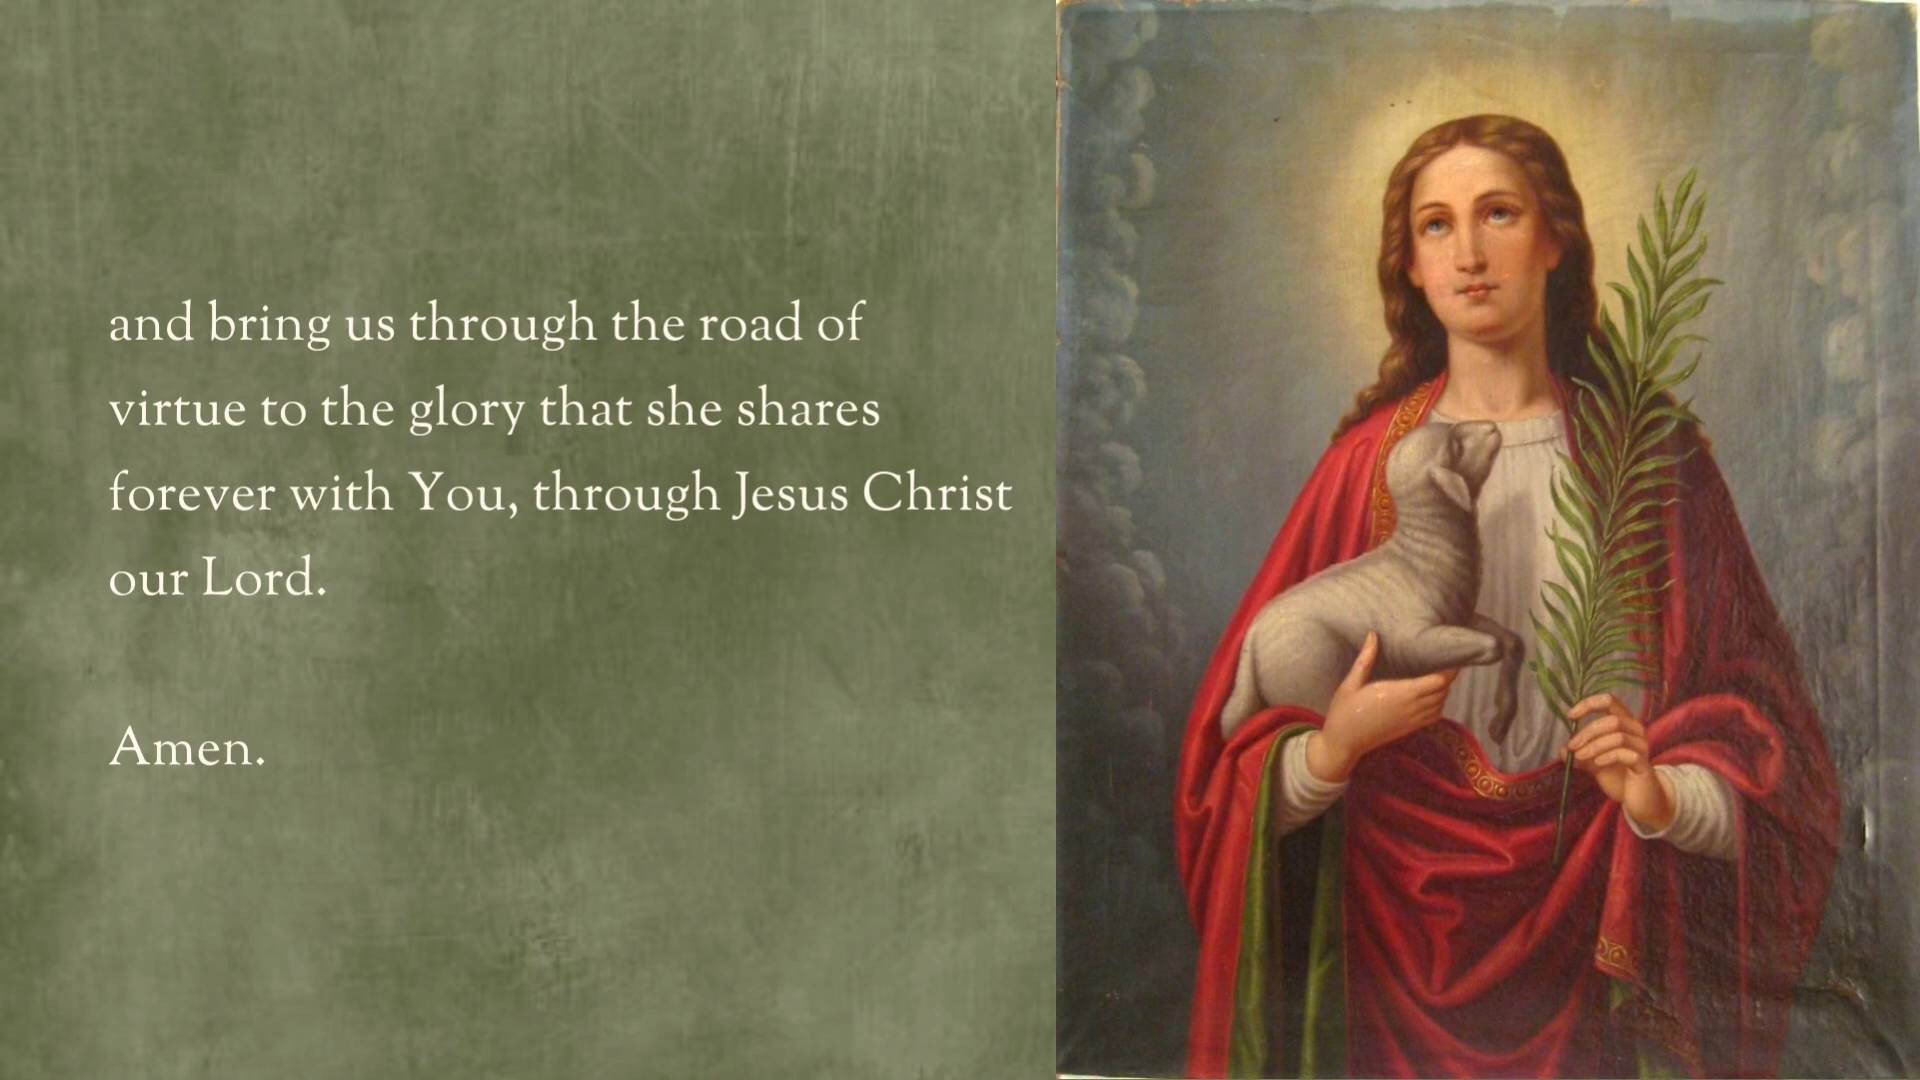 and bring us through the road of
virtue to the glory that she shares
forever with You, through Jesus Christ
our Lord.
Amen.